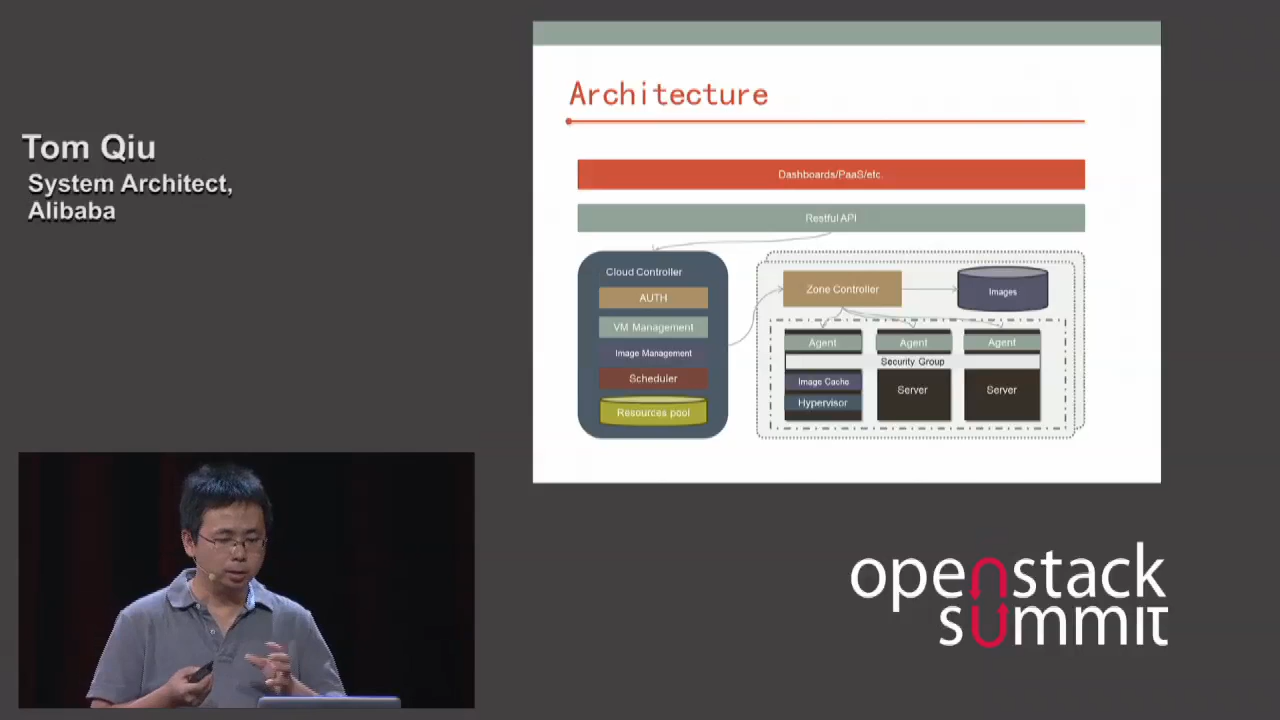 Tom Qiu
System Architect,
Alibaba
Architecture
Dashboards/PaaS/etc.
Restful API
Cloud Controller
AUTH
VM Management
Image Management
Scheduler
Resources pool
Zone Controller
Images
Agent
Agent
Agent
Security Group
Image Cache
Hypervisor
Server
Server
openstack
summit